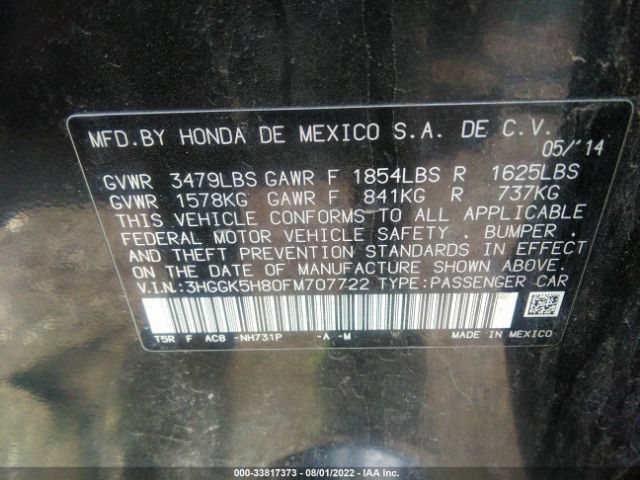 MFD.BY HONDA DE MEXICO S.A. DE C.V.
05/'14
GVWR 3479LBS GAWR F 1854LBS R 1625LBS
GVWR 1578KG GAWR F 841KG R 737KG
THIS VEHICLE CONFORMS TO ALL APPLICABLE
FEDERAL MOTOR VEHICLE SAFETY . BUMPER .
AND THEFT PREVENTION STANDARDS IN EFFECT
ON THE DATE OF MANUFACTURE SHOWN ABOVE.
V.I.N.:3HGGK5H80FM707722 TYPE:PASSENGER CAR
T5R F ACB -NH731P -A -M MADE IN MEXICO
000-33817373 - 08/01/2022 - IAA Inc.